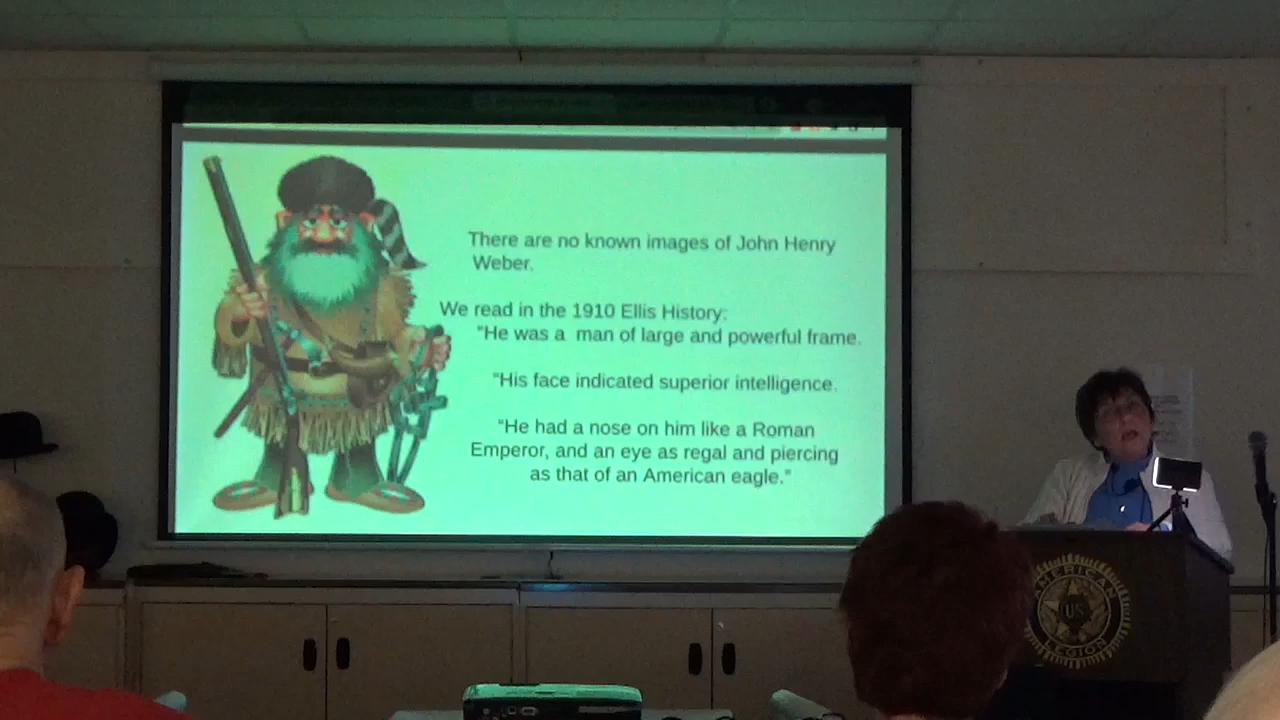 There are no known images of John Henry
Weber.
We read in the 1910 Ellis History:
"He was a man of large and powerful frame.
"His face indicated superior intelligence.
"He had a nose on him like a Roman
Emperor, and an eye as regal and piercing
as that of an American eagle."
AMERICAN
US
LEGION